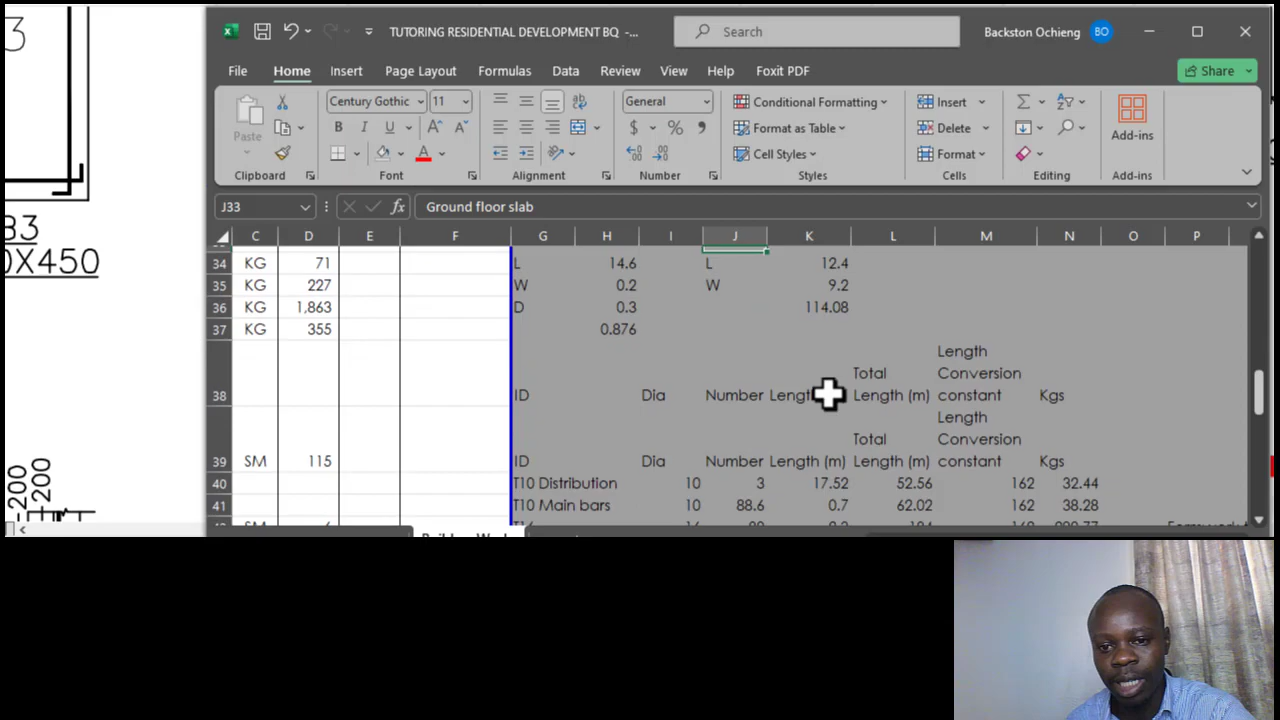 3
B3
0X450
-200
+200
TUTORING RESIDENTIAL DEVELOPMENT BQ -...
Search
Backston Ochieng
BO
File Home Insert Page Layout Formulas Data Review View Help Foxit PDF
Share
Paste
Century Gothic
11
B I U
General
Conditional Formatting
Format as Table
Cell Styles
Insert
Delete
Format
Add-ins
Clipboard Font Alignment Number Styles Cells Editing Add-ins
J33
fx
Ground floor slab
C D E F G H I J K L M N O P
34 KG 71 L 14.6 L 12.4
35 KG 227 W 0.2 W 9.2
36 KG 1,863 D 0.3 114.08
37 KG 355 0.876
Length
Total Conversion
38 ID Dia Number Length Length (m) constant Kgs
Length
Total Conversion
39 SM 115 ID Dia Number Length (m) Length (m) constant Kgs
40 T10 Distribution 10 3 17.52 52.56 162 32.44
41 T10 Main bars 10 88.6 0.7 62.02 162 38.28